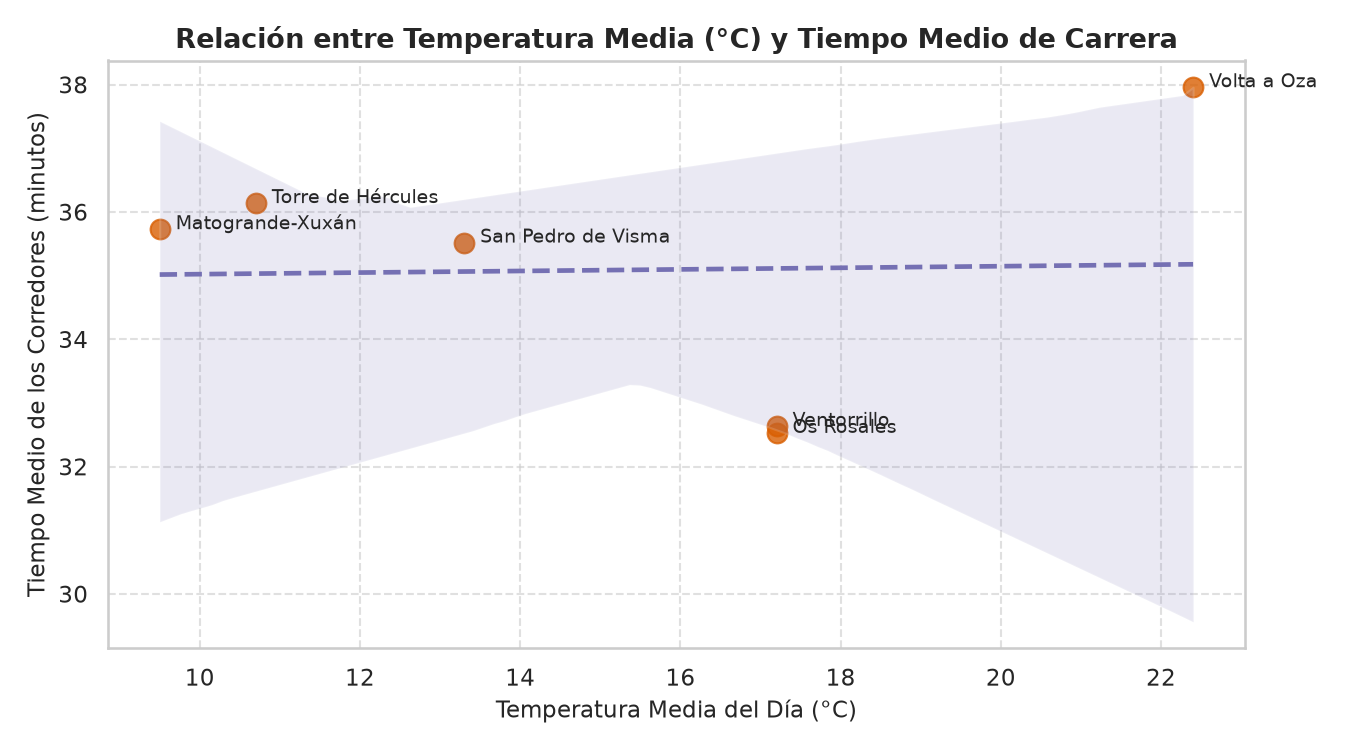 Relación entre Temperatura Media (°C) y Tiempo Medio de Carrera
Tiempo Medio de los Corredores (minutos)
38
36
34
32
30
Volta a Oza
Torre de Hércules
Matogrande-Xuxán
San Pedro de Visma
Ventorrillo
Os Rosales
10 12 14 16 18 20 22
Temperatura Media del Día (°C)